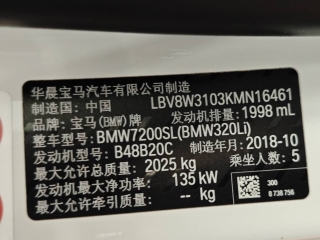 华晨宝马汽车有限公司制造
制造国：中国 LBV8W3103KMN16461
品牌：宝马(BMW)牌 发动机排量：1998 mL
整车型号：BMW7200SL(BMW320Li)
发动机型号：B48B20C 制造年月：2018-10
最大允许总质量：2025 kg 乘坐人数：5
发动机最大净功率：135 kW
最大允许牵引质量：-- kg
300
0 736 756